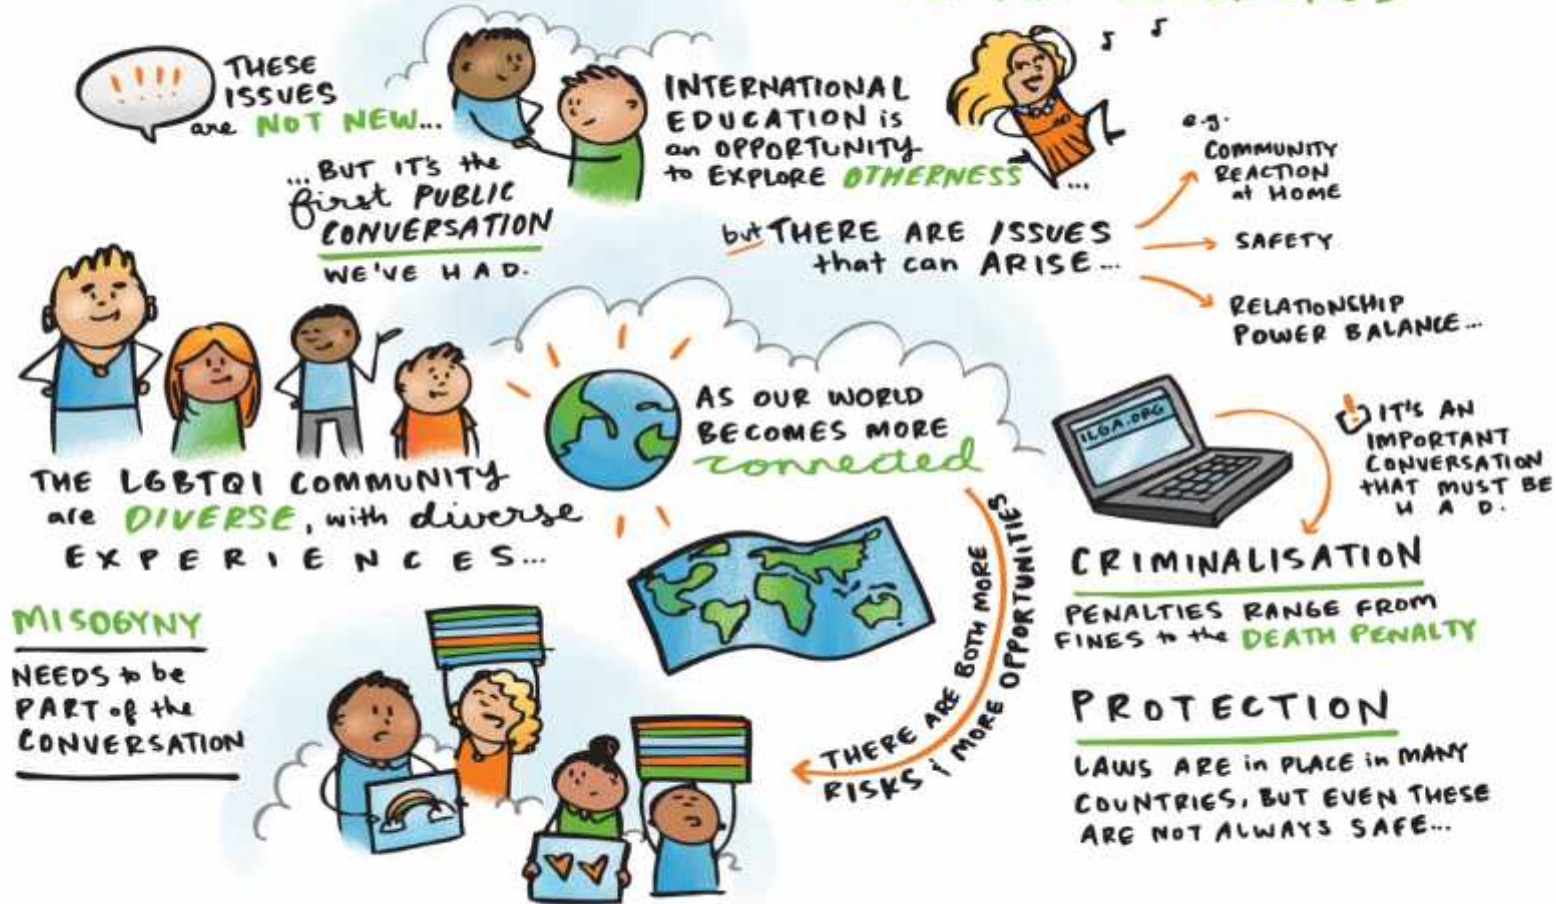 !!!!
THESE
ISSUES
are NOT NEW...
... BUT IT'S the
first PUBLIC
CONVERSATION
WE'VE HAD.
INTERNATIONAL
EDUCATION is
an OPPORTUNITY
to EXPLORE OTHERNESS ...
but THERE ARE ISSUES
that can ARISE...
e.g.
COMMUNITY
REACTION
at HOME
SAFETY
RELATIONSHIP
POWER BALANCE...
THE LGBTQI COMMUNITY
are DIVERSE, with diverse
EXPERIENCES...
AS OUR WORLD
BECOMES MORE
connected
THERE ARE BOTH MORE
RISKS & MORE OPPORTUNITIES
ILGA.ORG
! IT'S AN
IMPORTANT
CONVERSATION
THAT MUST BE
HAD.
CRIMINALISATION
PENALTIES RANGE FROM
FINES to the DEATH PENALTY
PROTECTION
LAWS ARE in PLACE in MANY
COUNTRIES, BUT EVEN THESE
ARE NOT ALWAYS SAFE...
MISOGYNY
NEEDS to be
PART of the
CONVERSATION